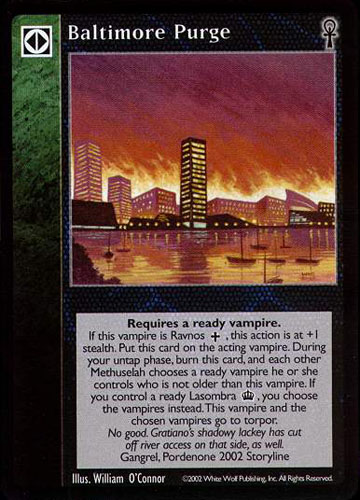 Baltimore Purge
Requires a ready vampire.
If this vampire is Ravnos , this action is at +1
stealth. Put this card on the acting vampire. During
your untap phase, burn this card, and each other
Methuselah chooses a ready vampire he or she
controls who is not older than this vampire. If
you control a ready Lasombra , you choose
the vampires instead. This vampire and the
chosen vampires go to torpor.
No good. Gratiano's shadowy lackey has cut
off river access on that side, as well.
Gangrel, Pordenone 2002 Storyline
Illus. William O'Connor
©2002 White Wolf Publishing, Inc. All Rights Reserved.